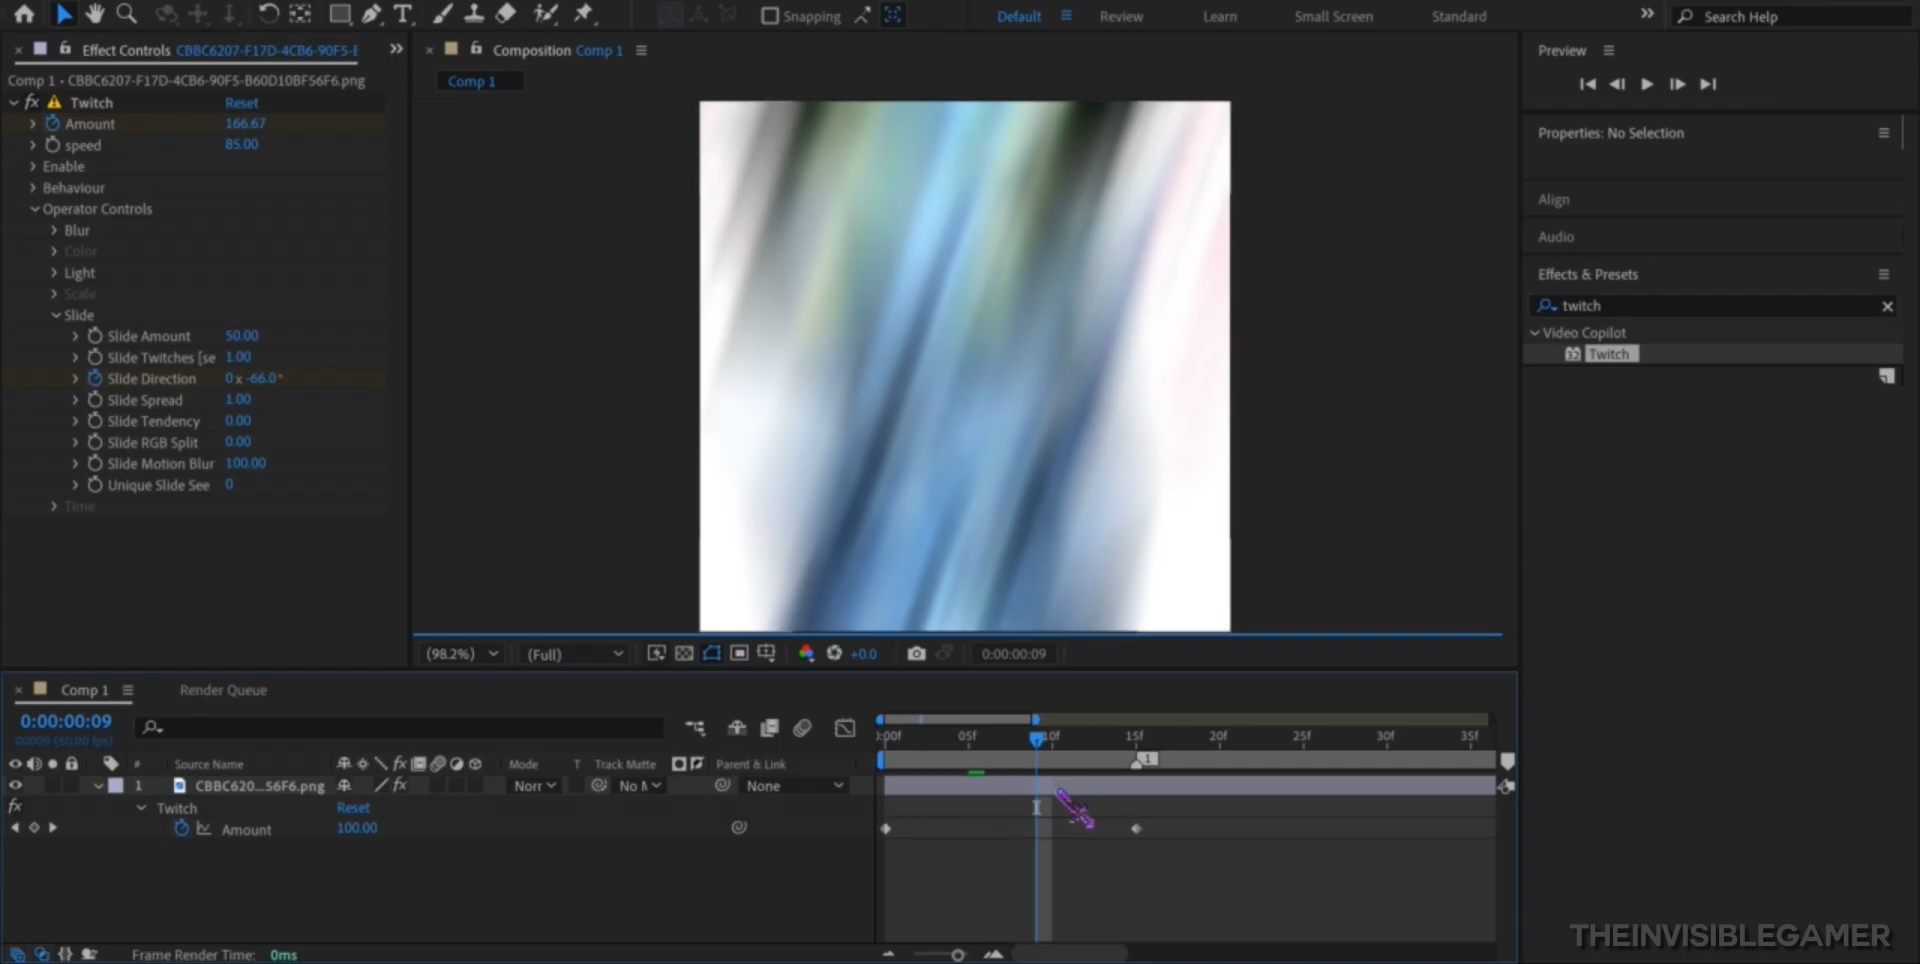 Snapping
Default
Review
Learn
Small Screen
Standard
Search Help
Effect Controls CBBC6207-F17D-4CB6-90F5-E
Composition Comp 1
Preview
Comp 1 • CBBC6207-F17D-4CB6-90F5-B60D10BF56F6.png
Comp 1
fx Twitch Reset
Amount 166.67
speed 85.00
Enable
Behaviour
Operator Controls
Blur
Color
Light
Scale
Slide
Slide Amount 50.00
Slide Twitches [se 1.00
Slide Direction 0 x -66.0°
Slide Spread 1.00
Slide Tendency 0.00
Slide RGB Split 0.00
Slide Motion Blur 100.00
Unique Slide See 0
Time
Properties: No Selection
Align
Audio
Effects & Presets
twitch
Video Copilot
32 Twitch
(98.2%) (Full) +0.0 0:00:00:09
Comp 1 Render Queue
0:00:00:09
00009 (60.00 fps)
):00f 05f 10f 15f 20f 25f 30f 35f
# Source Name fx Mode T Track Matte Parent & Link
1
1 CBBC620...56F6.png fx Norr No M None
fx Twitch Reset
Amount 100.00
Frame Render Time: 0ms
THEINVISIBLEGAMER